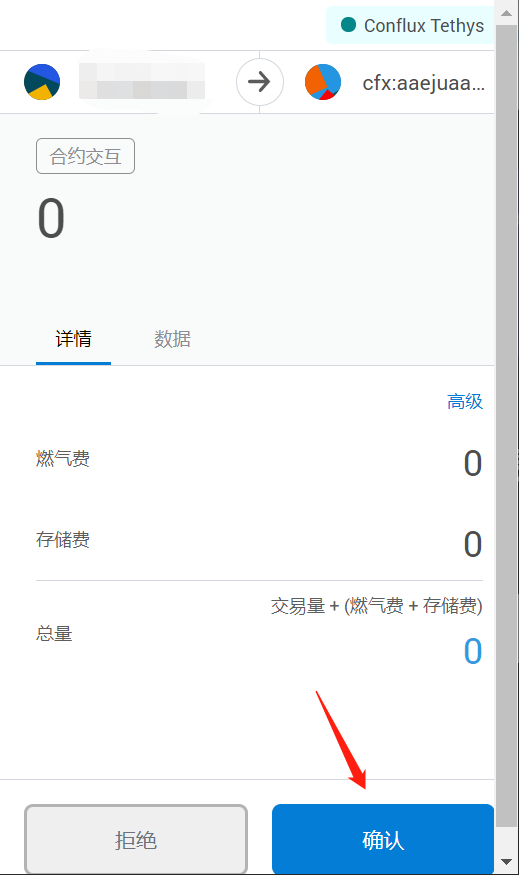 Conflux Tethys
cfx:aaejuaa...
合约交互
0
详情 数据
高级
燃气费 0
存储费 0
交易量 + (燃气费 + 存储费)
总量 0
拒绝 确认